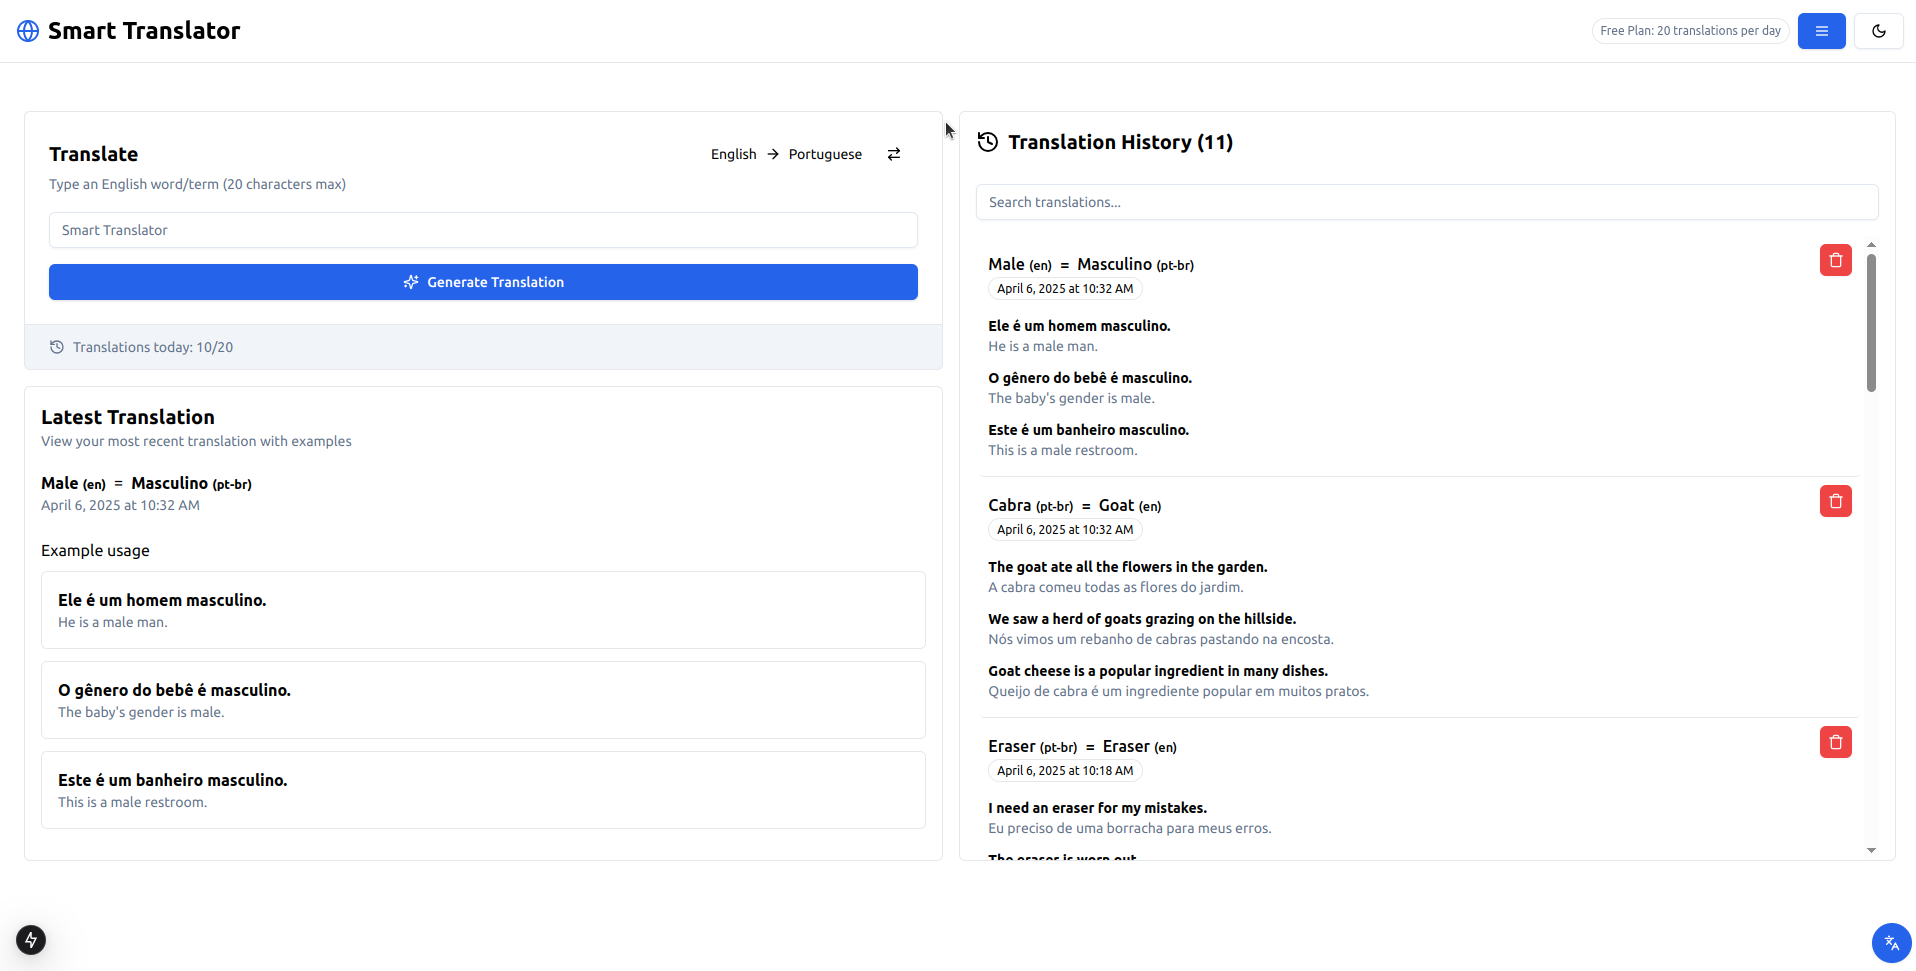 Smart Translator
Free Plan: 20 translations per day
Translate
English → Portuguese
Type an English word/term (20 characters max)
Smart Translator
Generate Translation
Translations today: 10/20
Latest Translation
View your most recent translation with examples
Male (en) = Masculino (pt-br)
April 6, 2025 at 10:32 AM
Example usage
Ele é um homem masculino.
He is a male man.
O gênero do bebê é masculino.
The baby's gender is male.
Este é um banheiro masculino.
This is a male restroom.
Translation History (11)
Search translations...
Male (en) = Masculino (pt-br)
April 6, 2025 at 10:32 AM
Ele é um homem masculino.
He is a male man.
O gênero do bebê é masculino.
The baby's gender is male.
Este é um banheiro masculino.
This is a male restroom.
Cabra (pt-br) = Goat (en)
April 6, 2025 at 10:32 AM
The goat ate all the flowers in the garden.
A cabra comeu todas as flores do jardim.
We saw a herd of goats grazing on the hillside.
Nós vimos um rebanho de cabras pastando na encosta.
Goat cheese is a popular ingredient in many dishes.
Queijo de cabra é um ingrediente popular em muitos pratos.
Eraser (pt-br) = Eraser (en)
April 6, 2025 at 10:18 AM
I need an eraser for my mistakes.
Eu preciso de uma borracha para meus erros.
The eraser is worn out.